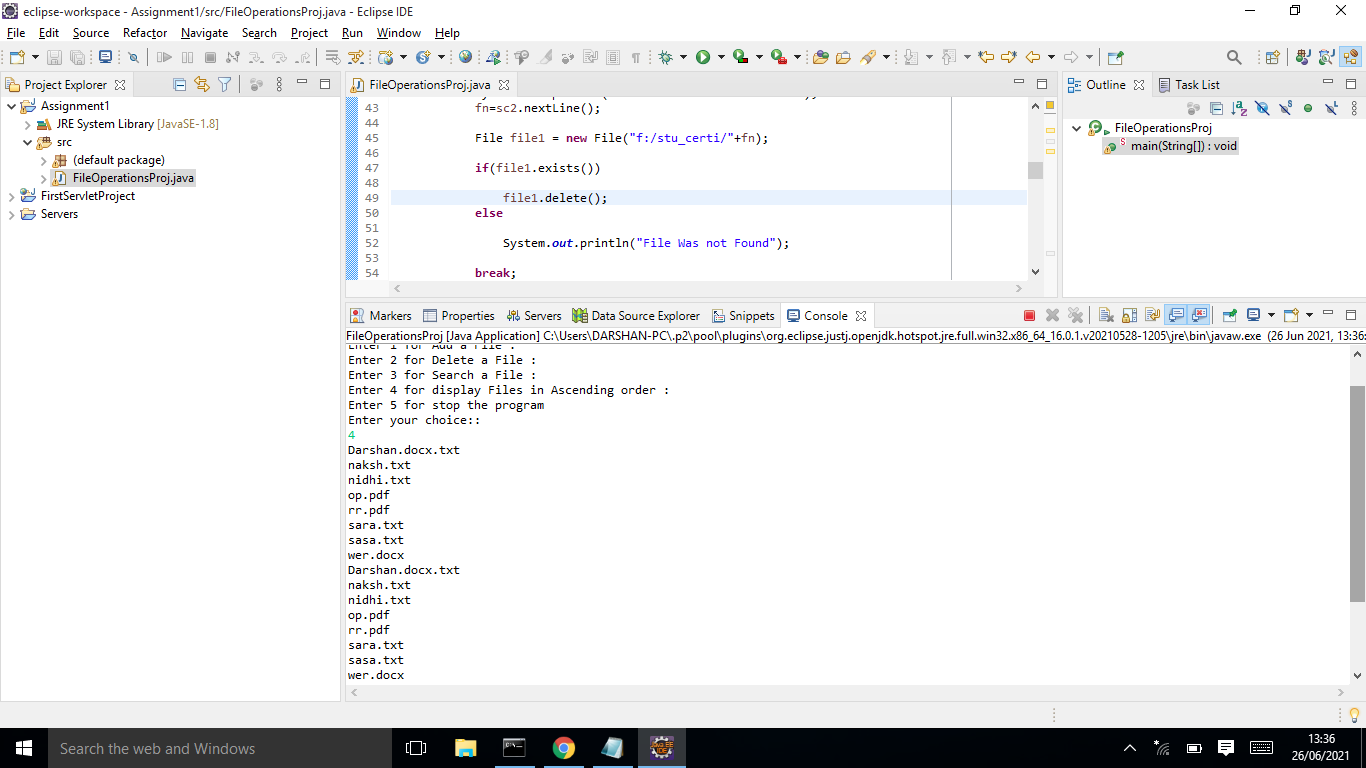 eclipse-workspace - Assignment1/src/FileOperationsProj.java - Eclipse IDE
File Edit Source Refactor Navigate Search Project Run Window Help
Project Explorer
Assignment1
JRE System Library [JavaSE-1.8]
src
(default package)
FileOperationsProj.java
FirstServletProject
Servers
FileOperationsProj.java
43 fn=sc2.nextLine();
44
45 File file1 = new File("f:/stu_certi/"+fn);
46
47 if(file1.exists())
48
49 file1.delete();
50 else
51
52 System.out.println("File Was not Found");
53
54 break;
Outline Task List
FileOperationsProj
main(String[]) : void
Markers Properties Servers Data Source Explorer Snippets Console
FileOperationsProj [Java Application] C:\Users\DARSHAN-PC\.p2\pool\plugins\org.eclipse.justj.openjdk.hotspot.jre.full.win32.x86_64_16.0.1.v20210528-1205\jre\bin\javaw.exe (26 Jun 2021, 13:36:
Enter 1 for Add a File :
Enter 2 for Delete a File :
Enter 3 for Search a File :
Enter 4 for display Files in Ascending order :
Enter 5 for stop the program
Enter your choice::
4
Darshan.docx.txt
naksh.txt
nidhi.txt
op.pdf
rr.pdf
sara.txt
sasa.txt
wer.docx
Darshan.docx.txt
naksh.txt
nidhi.txt
op.pdf
rr.pdf
sara.txt
sasa.txt
wer.docx
Search the web and Windows
13:36
26/06/2021